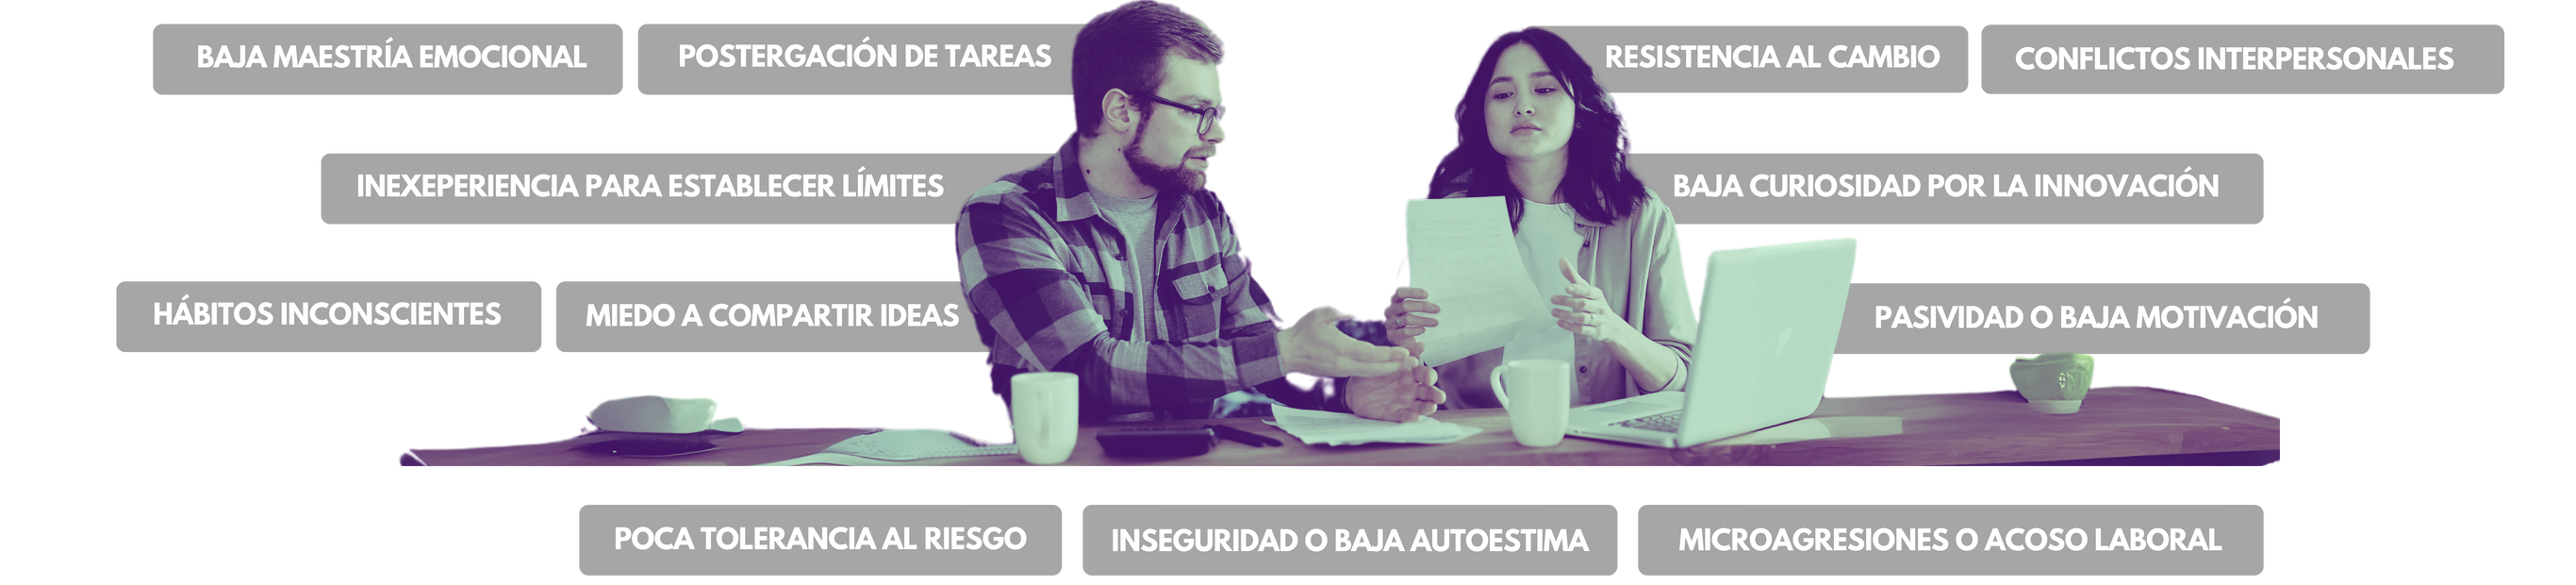 BAJA MAESTRÍA EMOCIONAL
POSTERGACIÓN DE TAREAS
RESISTENCIA AL CAMBIO
CONFLICTOS INTERPERSONALES
INEXEPERIENCIA PARA ESTABLECER LÍMITES
BAJA CURIOSIDAD POR LA INNOVACIÓN
HÁBITOS INCONSCIENTES
MIEDO A COMPARTIR IDEAS
PASIVIDAD O BAJA MOTIVACIÓN
POCA TOLERANCIA AL RIESGO
INSEGURIDAD O BAJA AUTOESTIMA
MICROAGRESIONES O ACOSO LABORAL